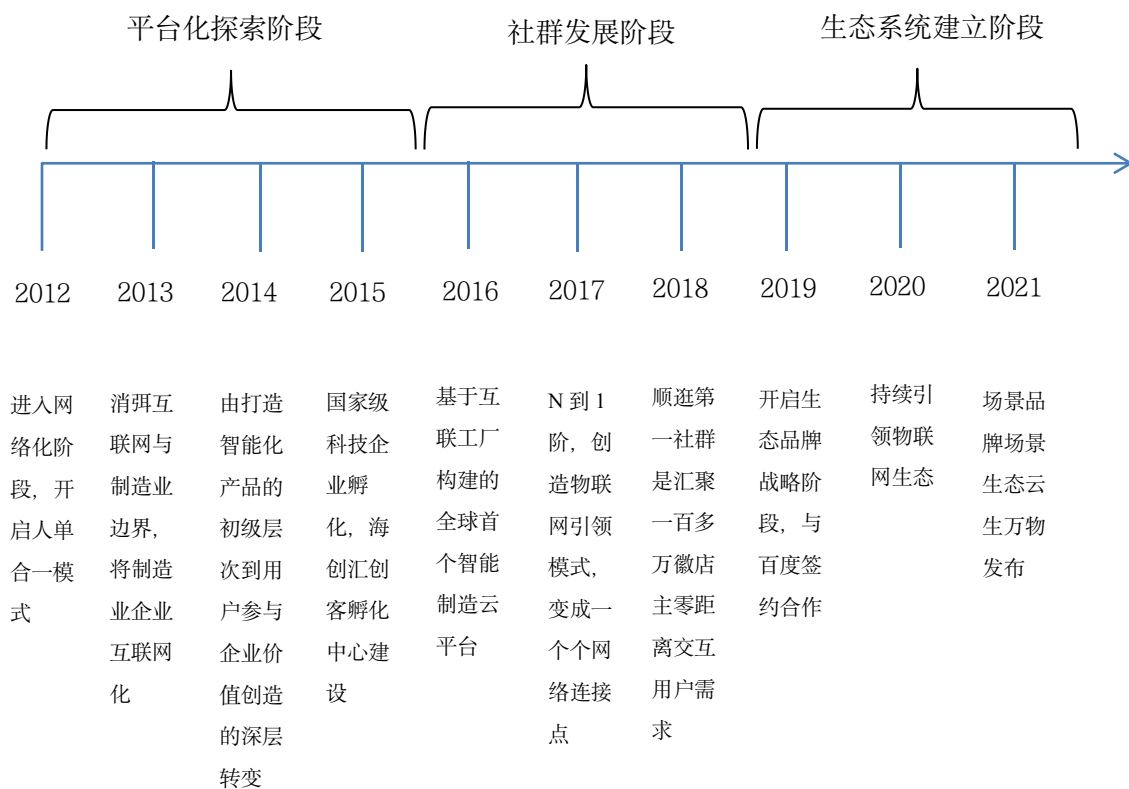 平台化探索阶段
社群发展阶段
生态系统建立阶段
2012
2013
2014
2015
2016
2017
2018
2019
2020
2021
进入网
络化阶
段，开
启人单
合一模
式
消弭互
联网与
制造业
边界，
将制造
业企业
互联网
化
由打造
智能化
产品的
初级层
次到用
户参与
企业价
值创造
的深层
转变
国家级
科技企
业孵
化，海
创汇创
客孵化
中心建
设
基于互
联工厂
构建的
全球首
个智能
制造云
平台
N 到 1
阶，创
造物联
网引领
模式，
变成一
个个网
络连接
点
顺逛第
一社群
是汇聚
一百多
万微店
主零距
离交互
用户需
求
开启生
态品牌
战略阶
段，与
百度签
约合作
持续引
领物联
网生态
场景品
牌场景
生态云
生万物
发布